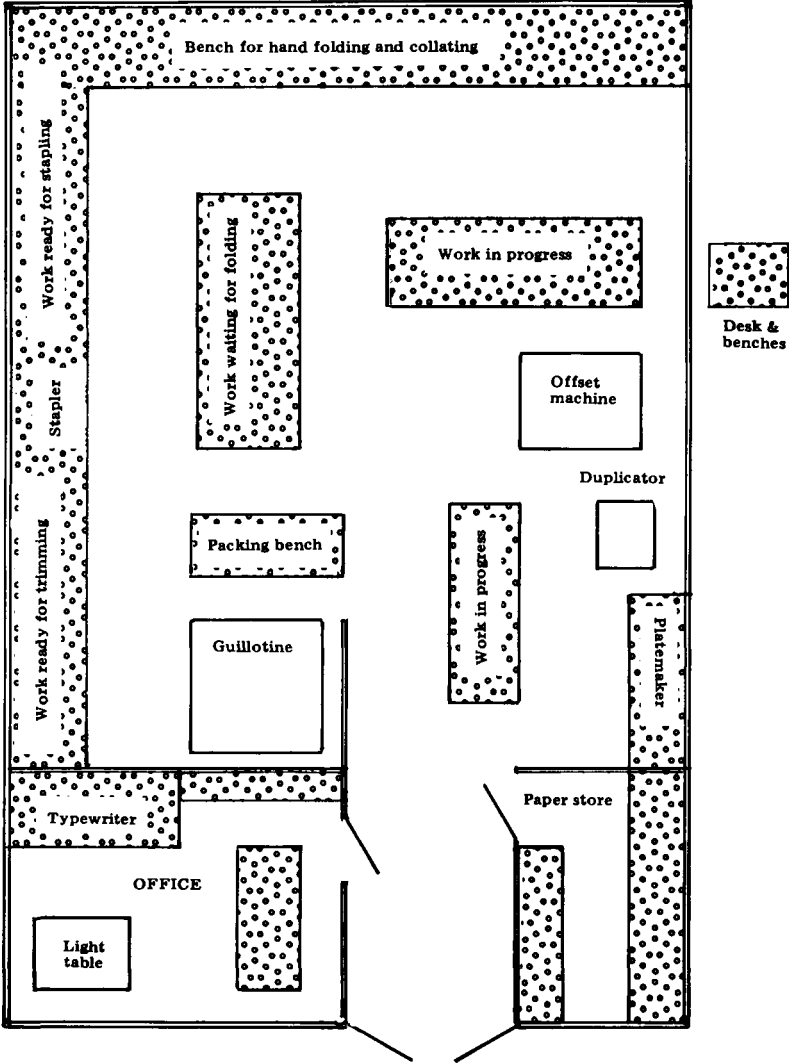 Bench for hand folding and collating
Work ready for stapling
Work waiting for folding
Work in progress
Desk &
benches
Offset
machine
Stapler
Duplicator
Packing bench
Work in progress
Work ready for trimming
Guillotine
Platemaker
Typewriter
Paper store
OFFICE
Light
table